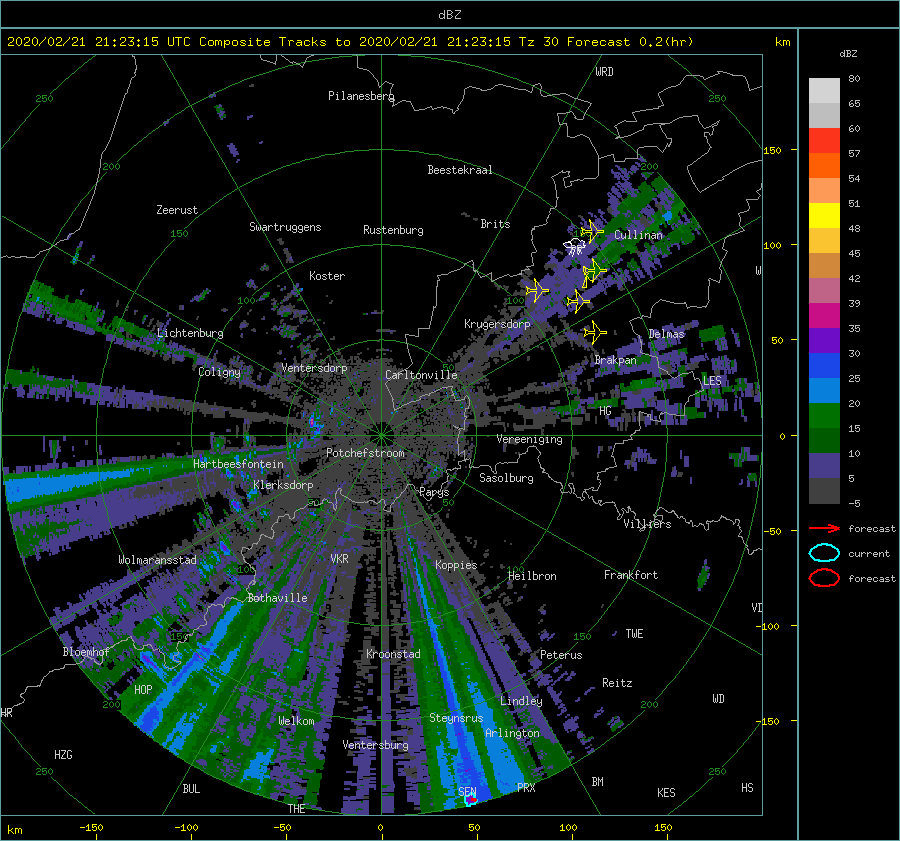 dBZ
2020/02/21 21:23:15 UTC Composite Tracks to 2020/02/21 21:23:15 Tz 30 Forecast 0.2(hr)
km
dBZ
WRD
250
250
Pilanesberg
150
200
200
Beestekraal
Zeerust
150
Swartruggens
Rustenburg
Brits
Cullinan
100
W
Koster
100
100
Krugersdorp
Lichtenburg
Delmas
50
Brakpan
Coligny
Ventersdorp
Carltonville
LES
HG
0
Vereeniging
Potchefstroom
Hartbeesfontein
Klerksdorp
Sasolburg
Parys
50
50
Villiers
-50
VKR
Wolmaransstad
Koppies
100
100
Heilbron
Frankfort
Bothaville
VD
-100
150
150
TWE
Bloemhof
Kroonstad
Peterus
HOP
Reitz
200
200
Lindley
WD
HR
Welkom
Steynsrus
-150
Arlington
Ventersburg
HZG
250
250
BUL
SEN
PRX
BM
KES
HS
THE
km
-150
-100
-50
0
50
100
150
80
65
60
57
54
51
48
45
42
39
35
30
25
20
15
10
5
-5
forecast
current
forecast